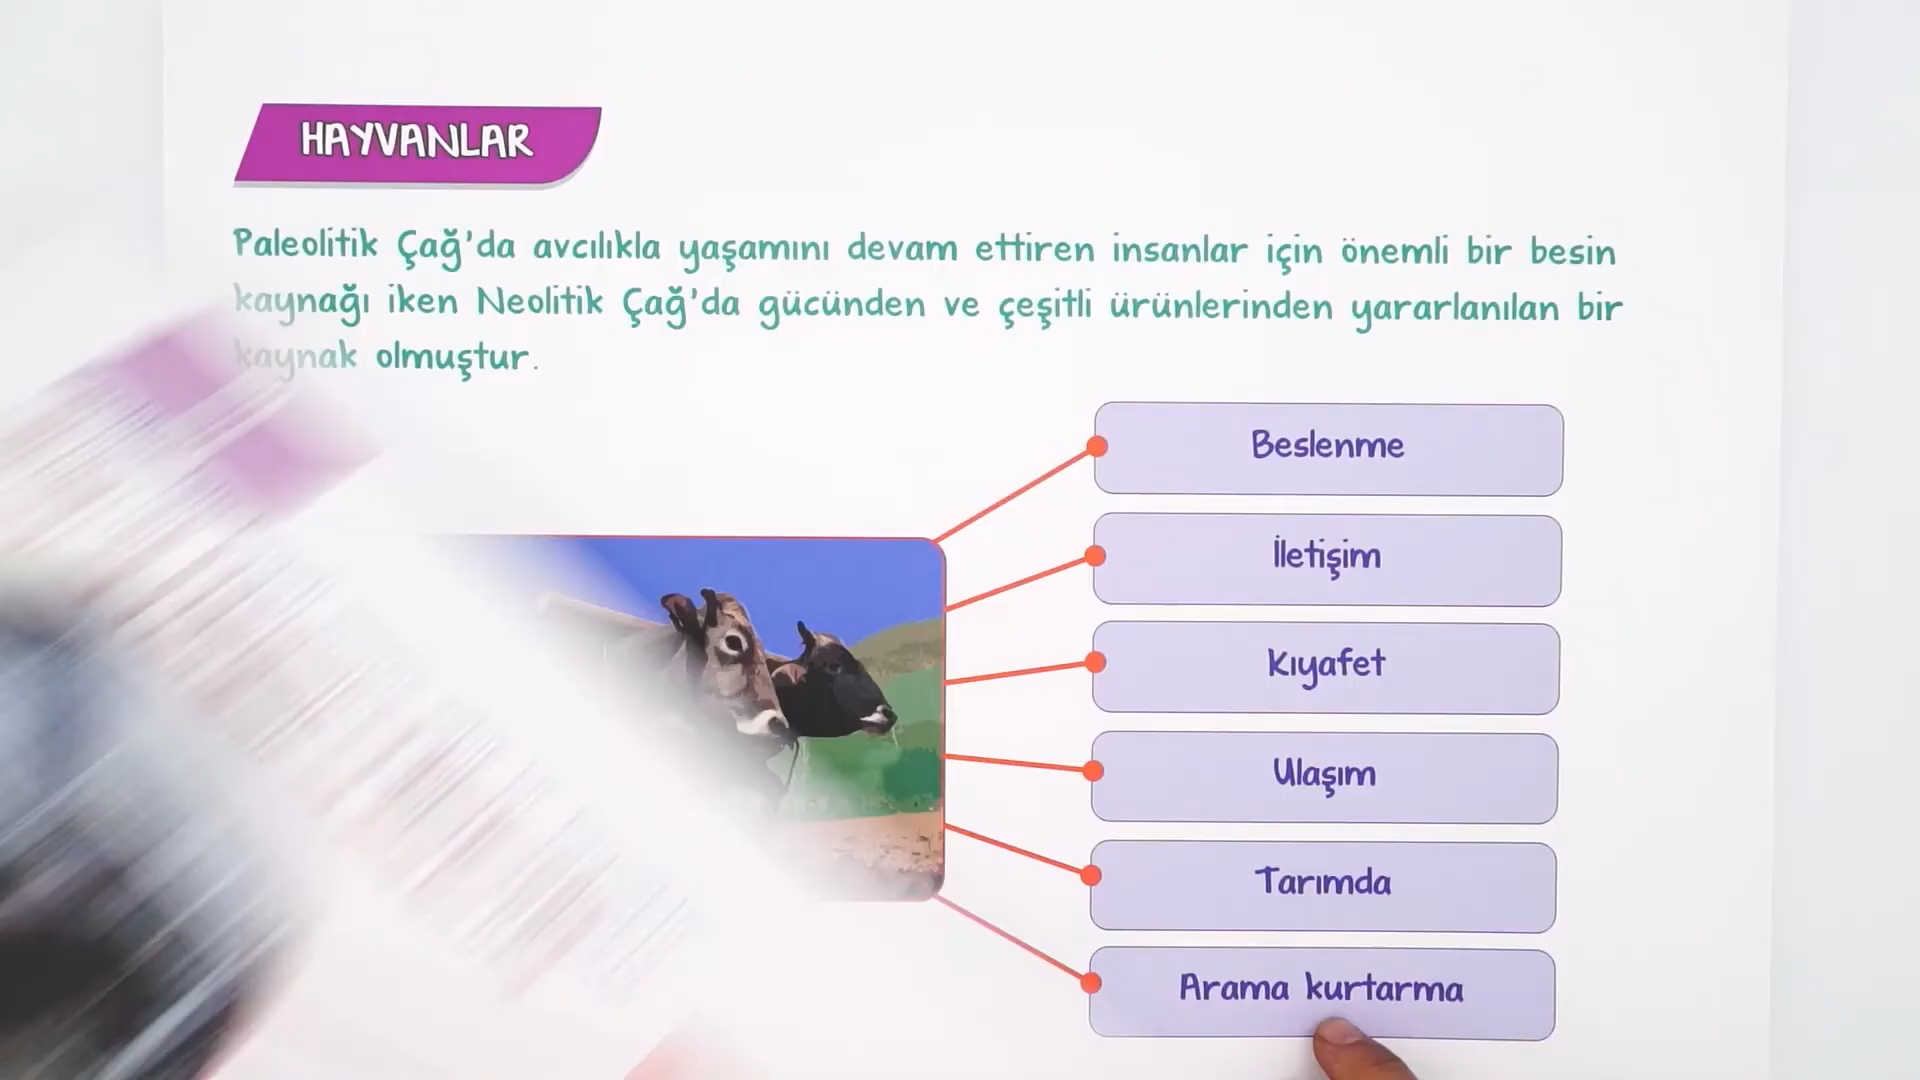 HAYVANLAR
Paleolitik Çağ'da avcılıkla yaşamını devam ettiren insanlar için önemli bir besin
kaynağı iken Neolitik Çağ'da gücünden ve çeşitli ürünlerinden yararlanılan bir
kaynak olmuştur.
Beslenme
İletişim
Kıyafet
Ulaşım
Tarımda
Arama kurtarma